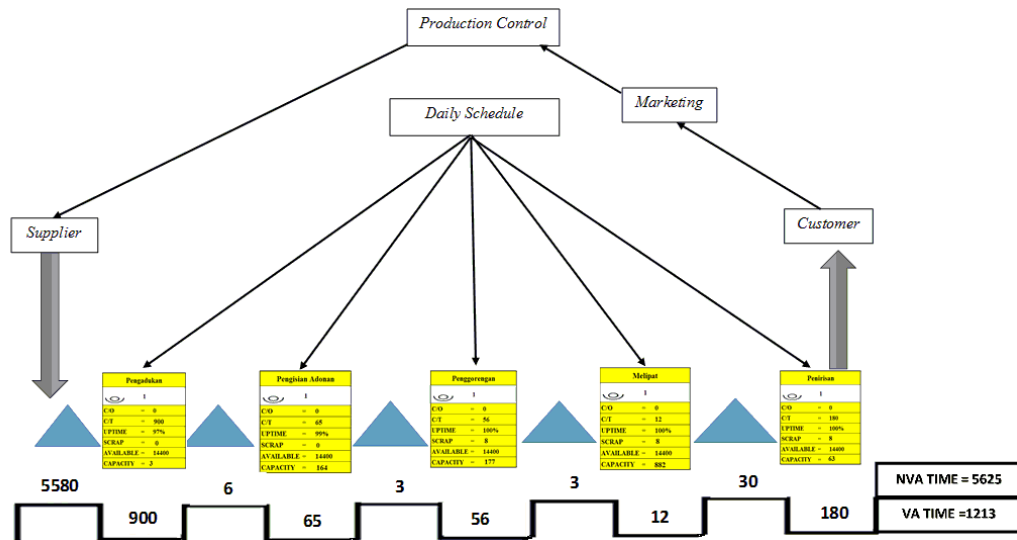 Production Control
Marketing
Daily Schedule
Supplier
Customer
Pengadukan
1
C/O = 0
C/T = 900
UPTIME = 97%
SCRAP = 0
AVAILABLE = 14400
CAPACITY = 3
Pengisian Adonan
1
C/O = 0
C/T = 65
UPTIME = 99%
SCRAP = 0
AVAILABLE = 14400
CAPACITY = 164
Penggorengan
1
C/O = 0
C/T = 56
UPTIME = 100%
SCRAP = 8
AVAILABLE = 14400
CAPACITY = 177
Melipat
1
C/O = 0
C/T = 12
UPTIME = 100%
SCRAP = 8
AVAILABLE = 14400
CAPACITY = 882
Penirisan
1
C/O = 0
C/T = 180
UPTIME = 100%
SCRAP = 8
AVAILABLE = 14400
CAPACITY = 63
5580 6 3 3 30
NVA TIME = 5625
900 65 56 12 180
VA TIME =1213